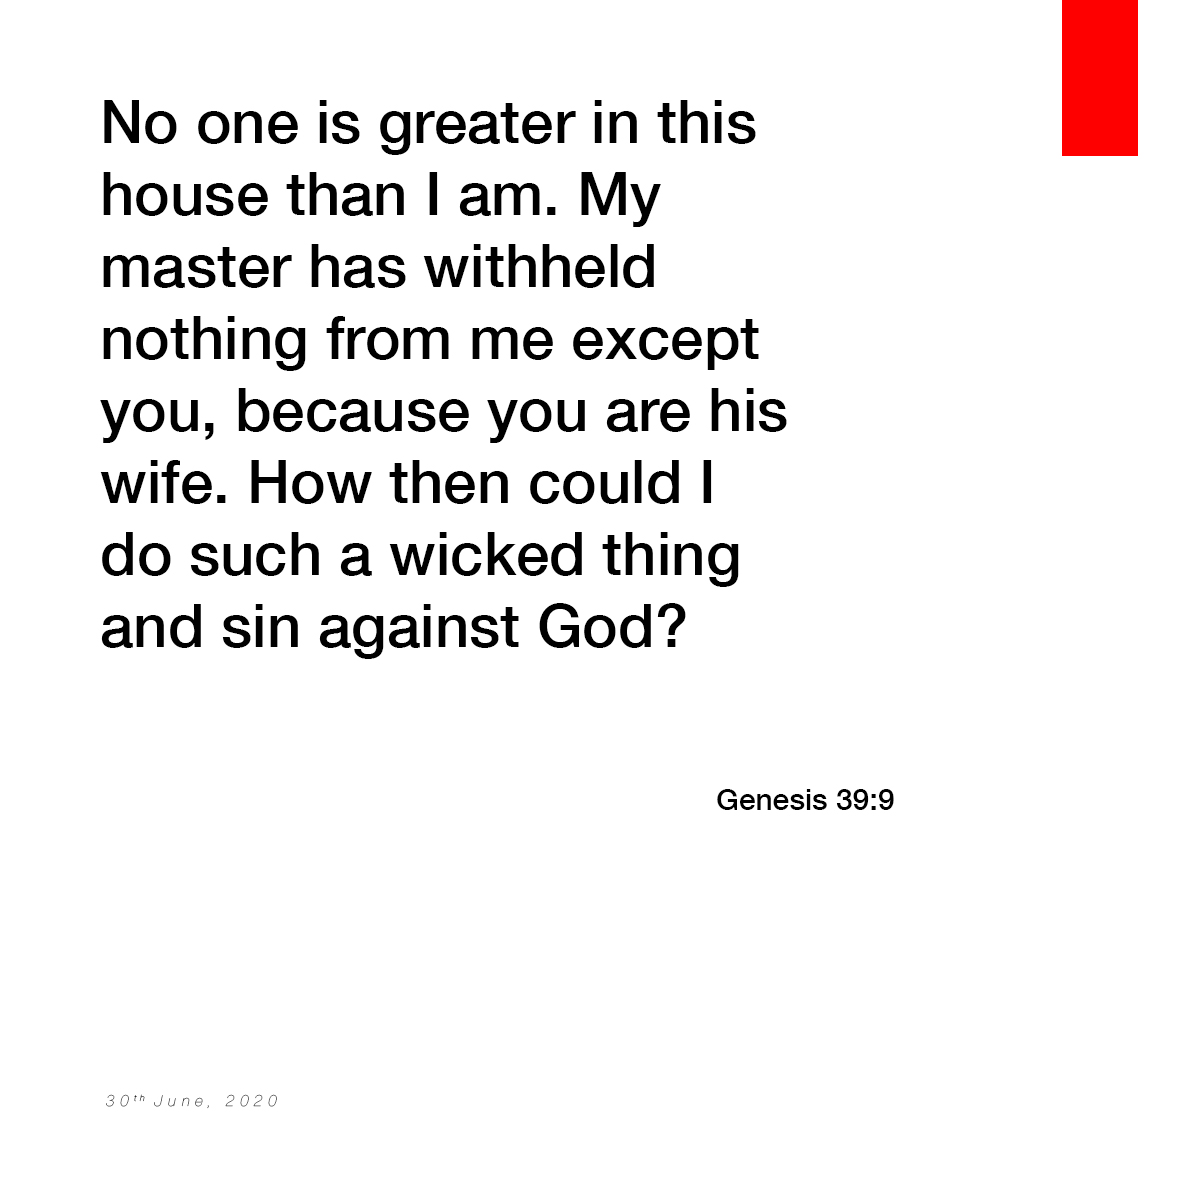 No one is greater in this
house than I am. My
master has withheld
nothing from me except
you, because you are his
wife. How then could I
do such a wicked thing
and sin against God?
Genesis 39:9
30th June, 2020